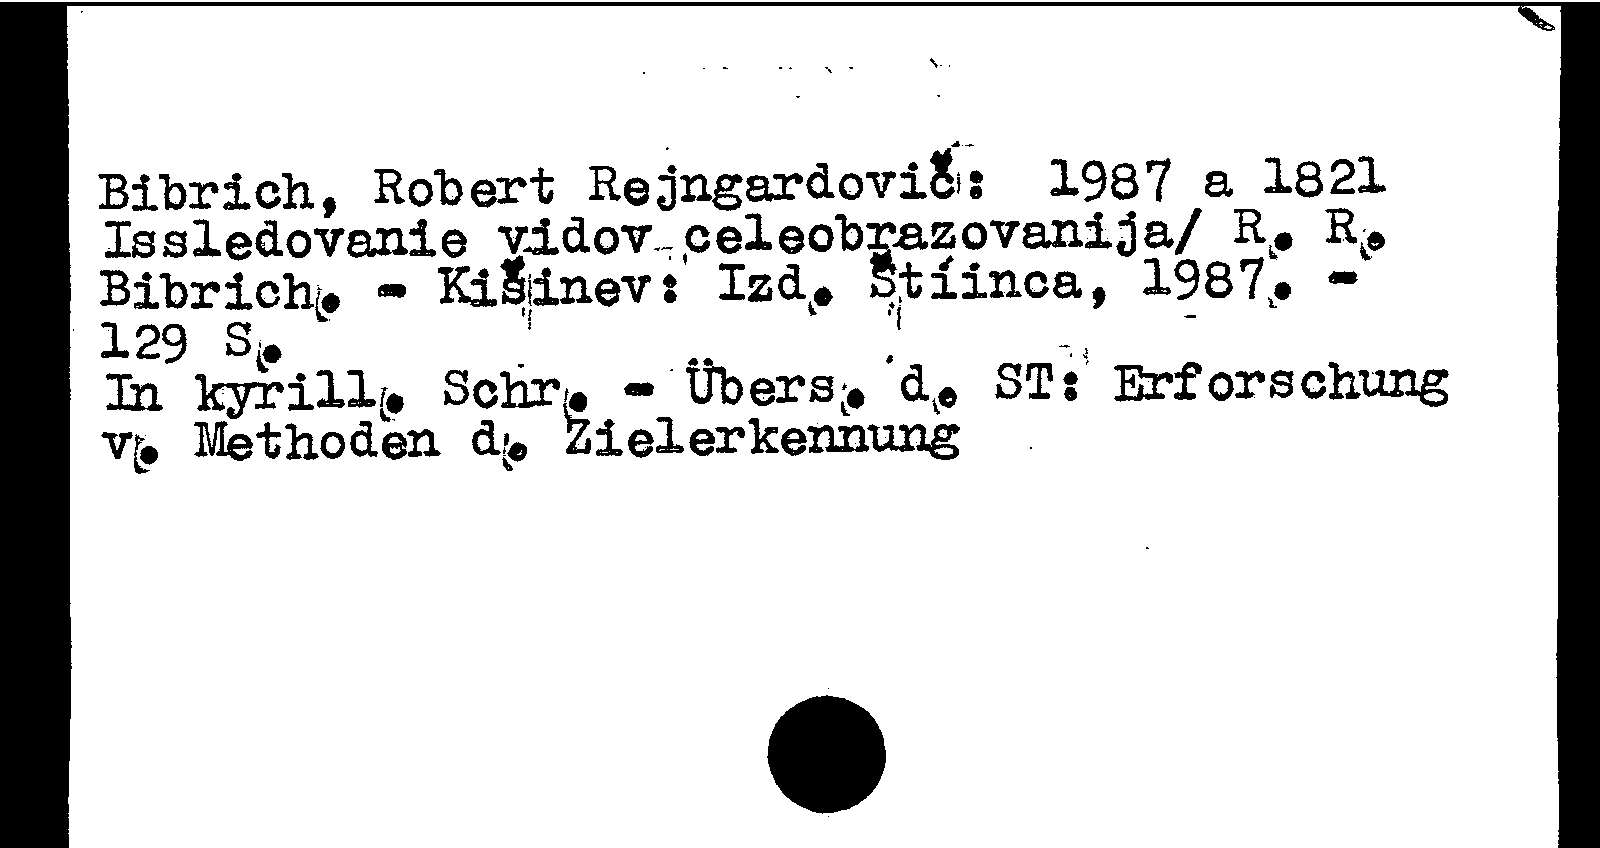 Bibrich, Robert Rejngardovič: 1987 a 1821
Issledovanie vidov celeobrazovanija/ R. R.
Bibrich. - Kišinev: Izd. Štiinca, 1987. -
129 S.
In kyrill. Schr. - Übers. d. ST: Erforschung
v. Methoden d. Zielerkennung